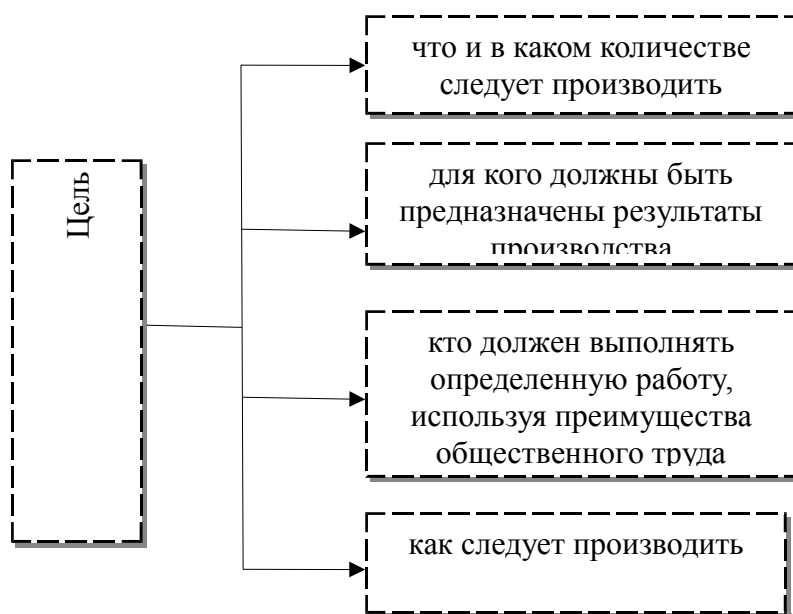 что и в каком количестве
следует производить
Цель
для кого должны быть
предназначены результаты
производства
кто должен выполнять
определенную работу,
используя преимущества
общественного труда
как следует производить